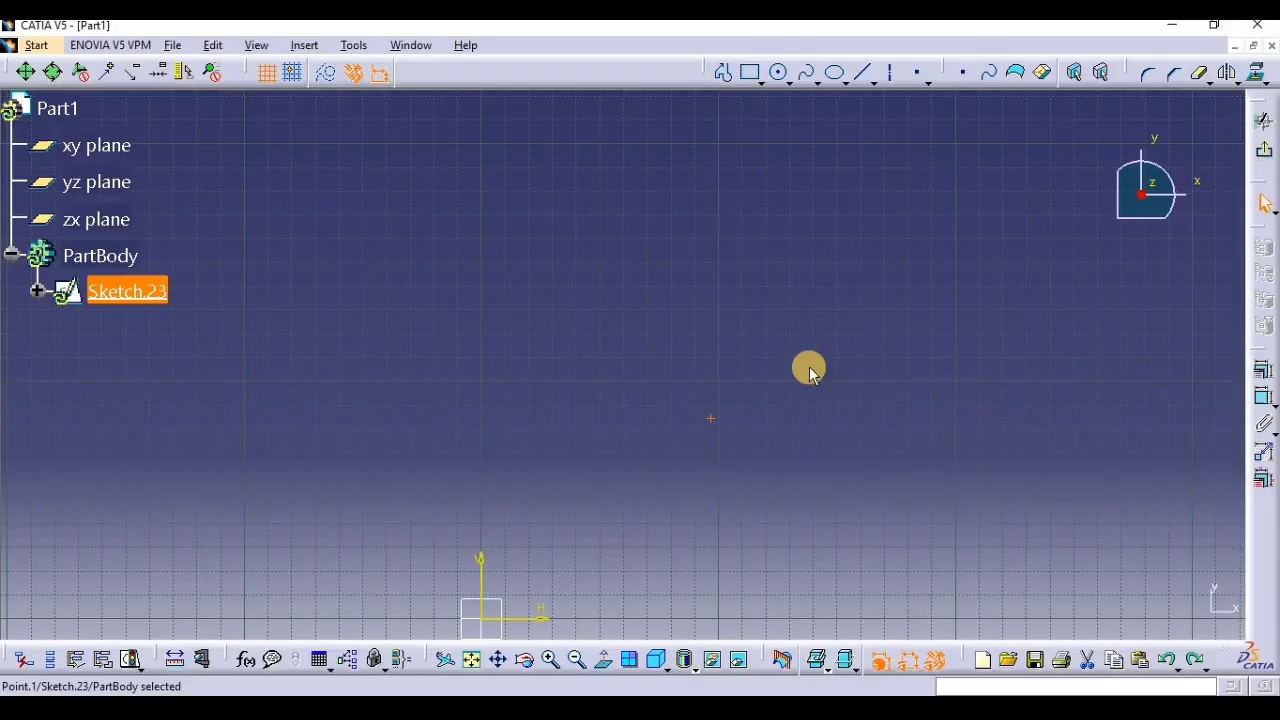 CATIA V5 - [Part1]
Start ENOVIA V5 VPM File Edit View Insert Tools Window Help
Part1
xy plane
yz plane
zx plane
PartBody
Sketch.23
y
x
z
V
H
y
x
f(x)
CATIA
Point.1/Sketch.23/PartBody selected